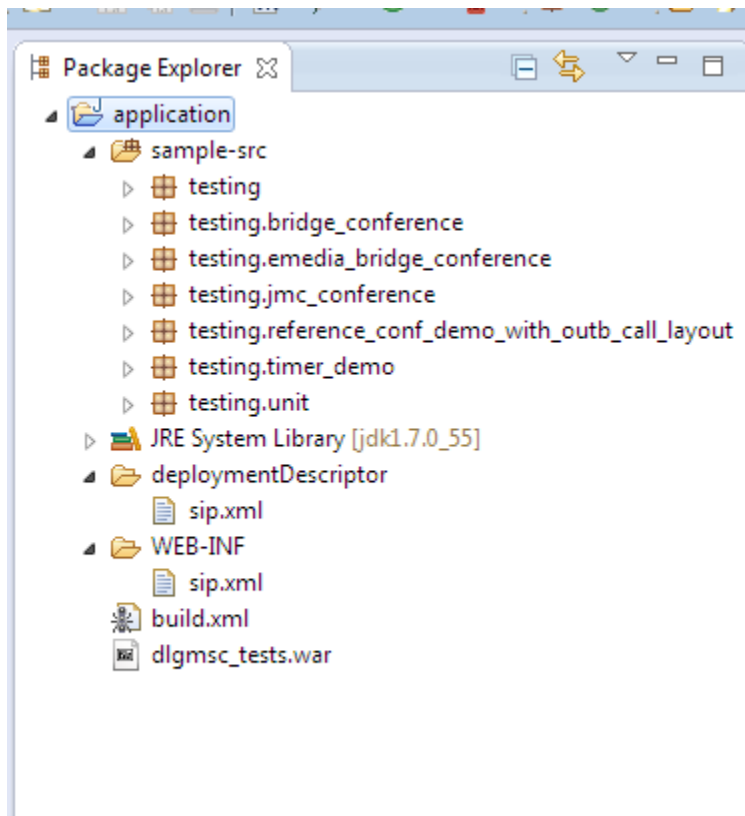 Package Explorer
application
sample-src
testing
testing.bridge_conference
testing.emedia_bridge_conference
testing.jmc_conference
testing.reference_conf_demo_with_outb_call_layout
testing.timer_demo
testing.unit
JRE System Library [jdk1.7.0_55]
deploymentDescriptor
sip.xml
WEB-INF
sip.xml
build.xml
dlgmsc_tests.war